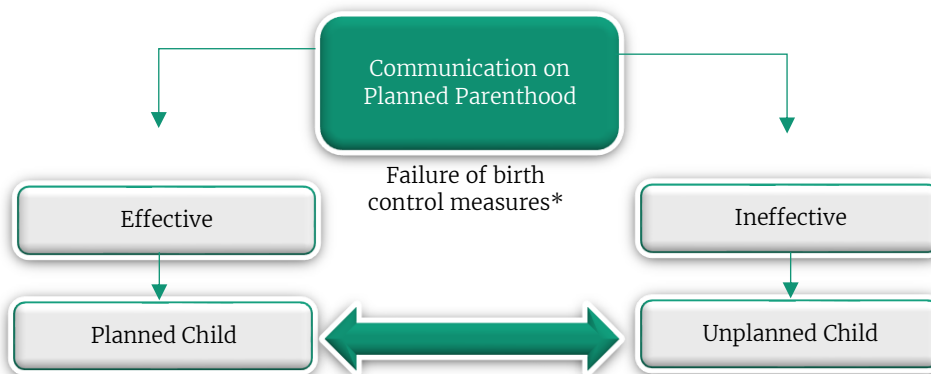 Communication on
Planned Parenthood
Failure of birth
control measures*
Effective
Ineffective
Planned Child
Unplanned Child